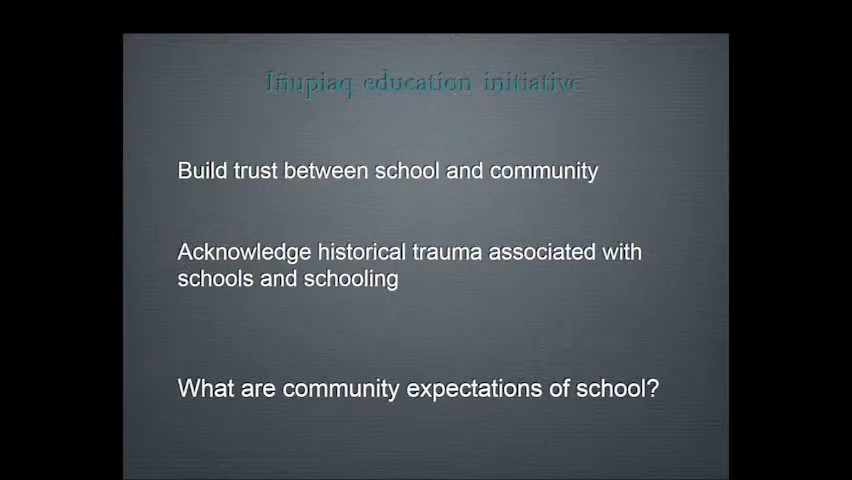 Iñupiaq education initiative
Build trust between school and community
Acknowledge historical trauma associated with
schools and schooling
What are community expectations of school?